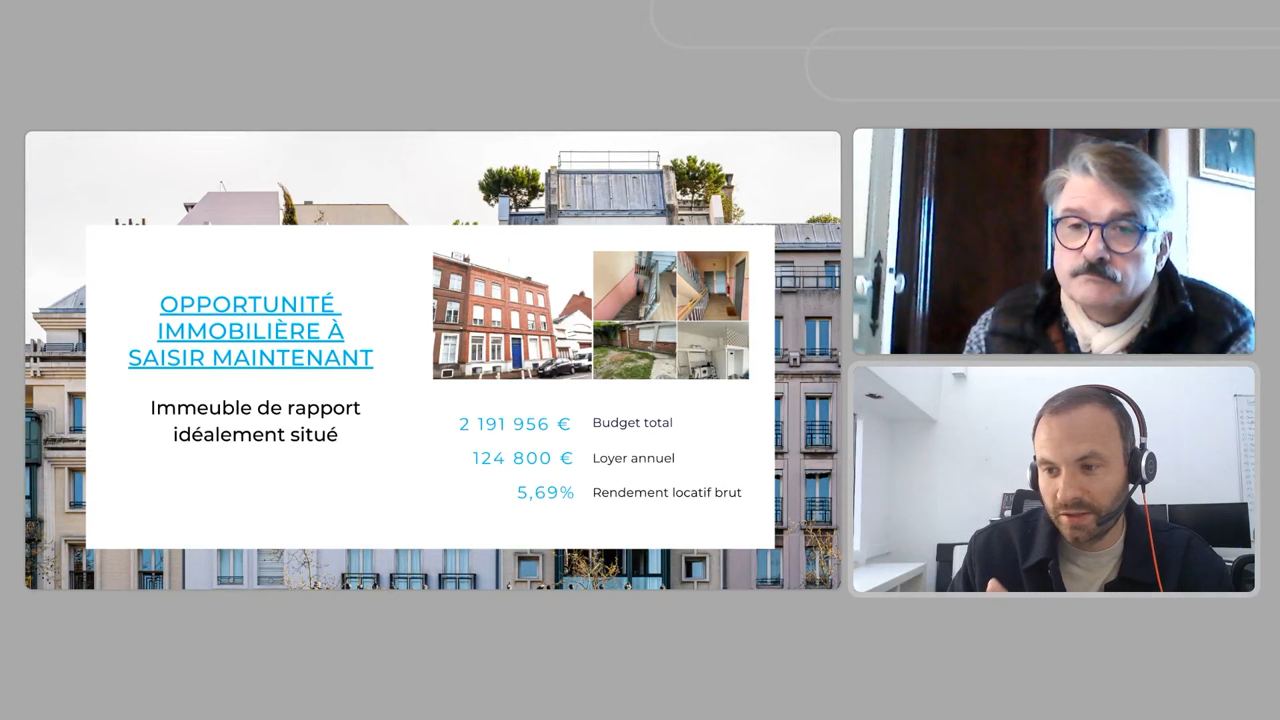 OPPORTUNITÉ
IMMOBILIÈRE À
SAISIR MAINTENANT
Immeuble de rapport
idéalement situé
2 191 956 € Budget total
124 800 € Loyer annuel
5,69% Rendement locatif brut